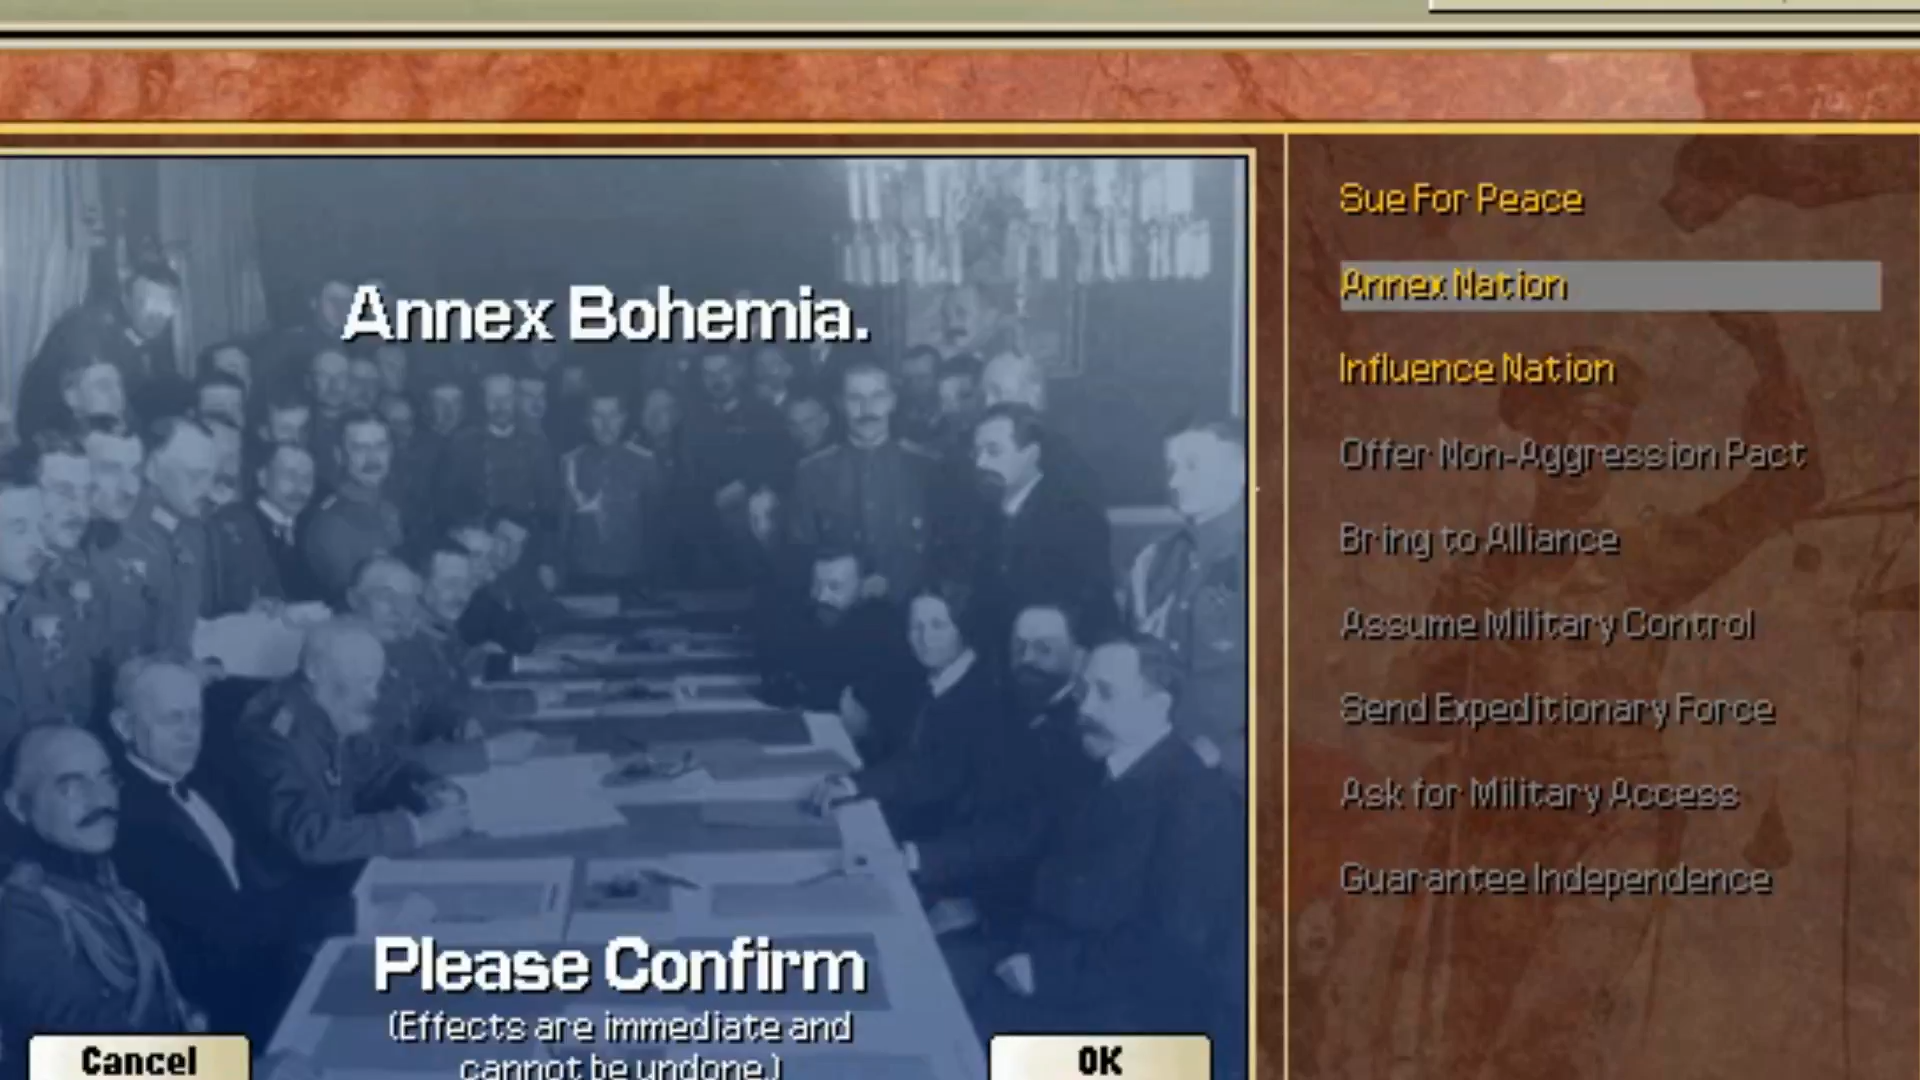 Annex Bohemia.
Please Confirm
(Effects are immediate and
cannot be undone.)
Cancel
OK
Sue For Peace
Annex Nation
Influence Nation
Offer Non-Aggression Pact
Bring to Alliance
Assume Military Control
Send Expeditionary Force
Ask for Military Access
Guarantee Independence